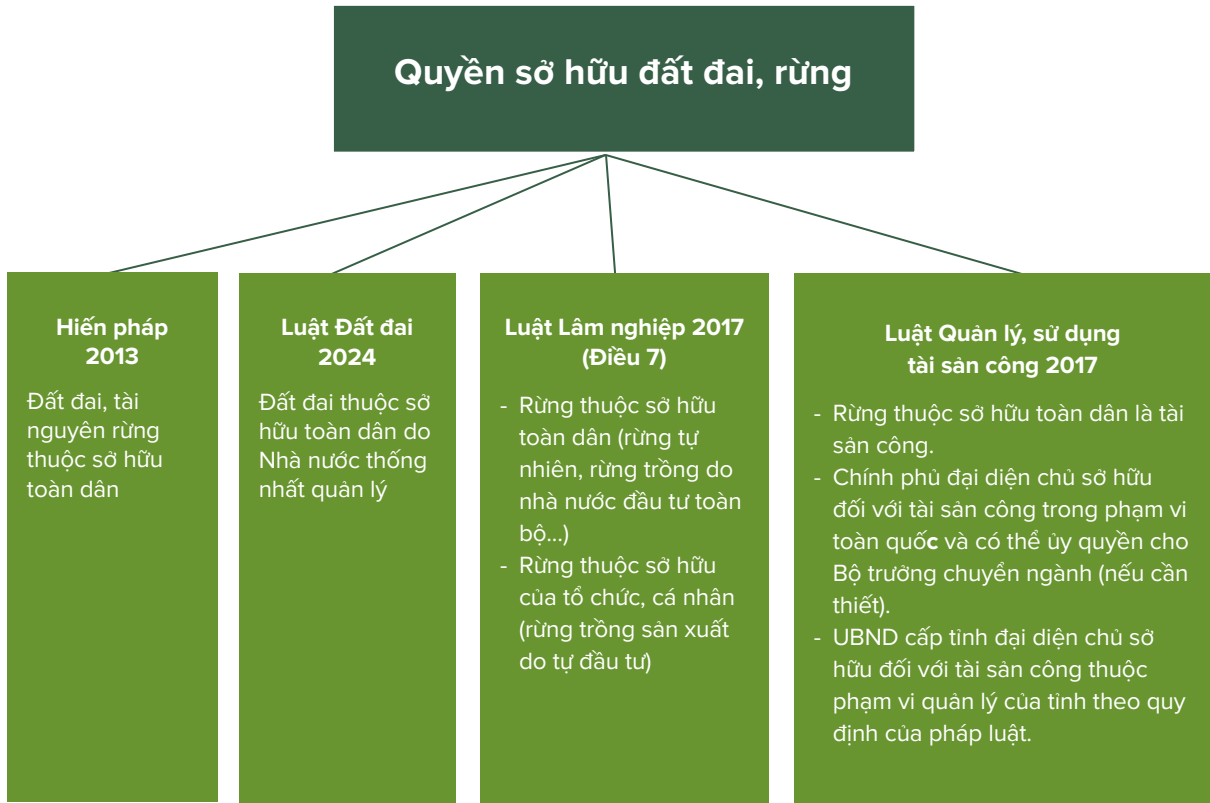 Quyền sở hữu đất đai, rừng
Hiến pháp
2013
Đất đai, tài
nguyên rừng
thuộc sở hữu
toàn dân
Luật Đất đai
2024
Đất đai thuộc sở
hữu toàn dân do
Nhà nước thống
nhất quản lý
Luật Lâm nghiệp 2017
(Điều 7)
- Rừng thuộc sở hữu
toàn dân (rừng tự
nhiên, rừng trồng do
nhà nước đầu tư toàn
bộ...)
- Rừng thuộc sở hữu
của tổ chức, cá nhân
(rừng trồng sản xuất
do tự đầu tư)
Luật Quản lý, sử dụng
tài sản công 2017
- Rừng thuộc sở hữu toàn dân là tài
sản công.
- Chính phủ đại diện chủ sở hữu
đối với tài sản công trong phạm vi
toàn quốc và có thể ủy quyền cho
Bộ trưởng chuyển ngành (nếu cần
thiết).
- UBND cấp tỉnh đại diện chủ sở
hữu đối với tài sản công thuộc
phạm vi quản lý của tỉnh theo quy
định của pháp luật.